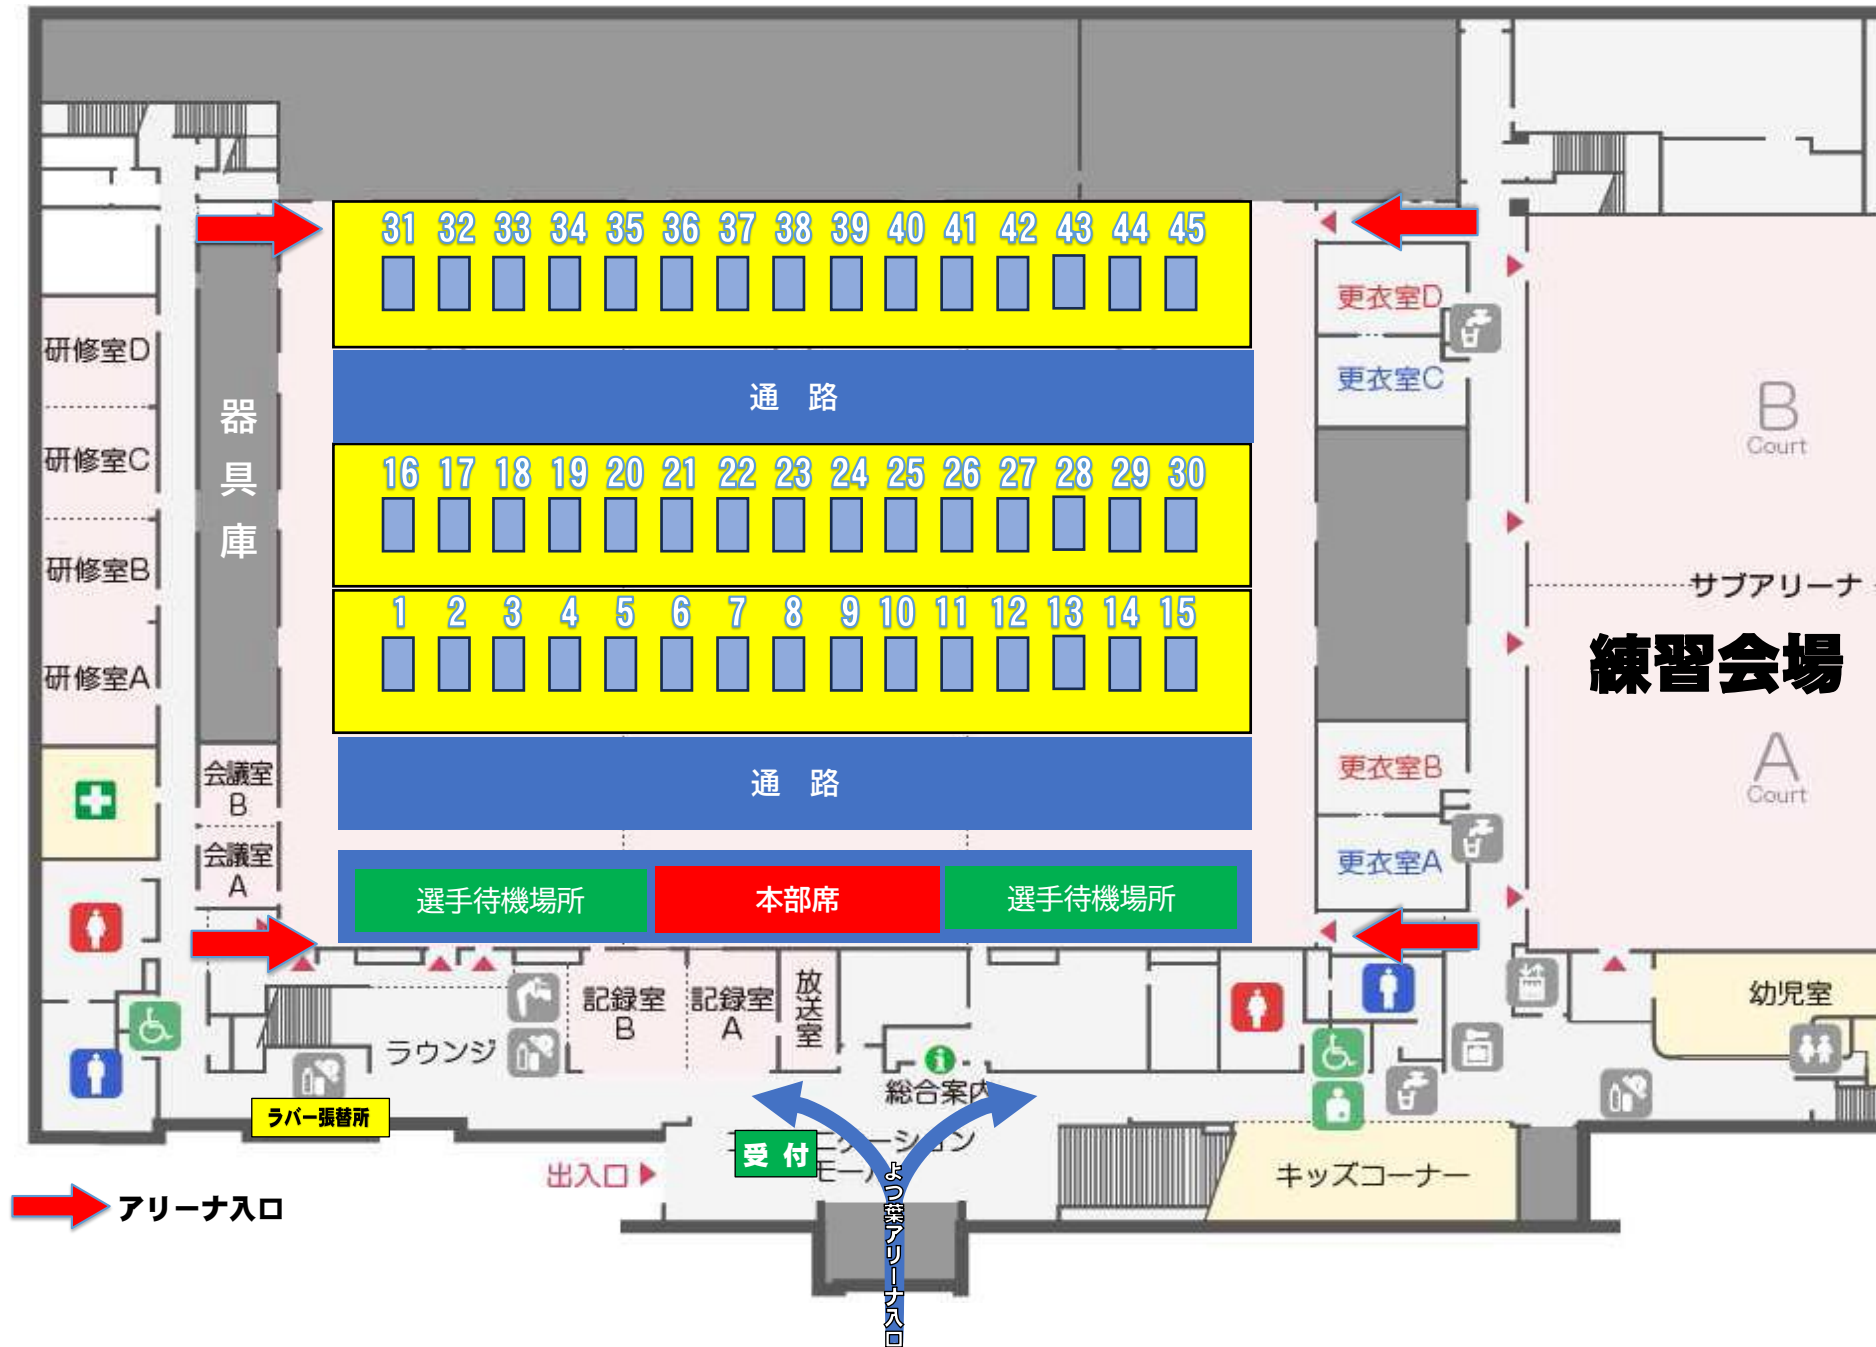 31 32 33 34 35 36 37 38 39 40 41 42 43 44 45
更衣室D
研修室D
通 路
更衣室C
器具庫
B
Court
研修室C
16 17 18 19 20 21 22 23 24 25 26 27 28 29 30
研修室B
サブアリーナ
1 2 3 4 5 6 7 8 9 10 11 12 13 14 15
研修室A
練習会場
会議室
B
通 路
更衣室B
A
Court
会議室
A
更衣室A
選手待機場所
本部席
選手待機場所
記録室
B
記録室
A
放送室
幼児室
ラウンジ
総合案内
ラバー張替所
受 付
ーション
モー
出入口
キッズコーナー
アリーナ入口
よつ葉アリーナ入口